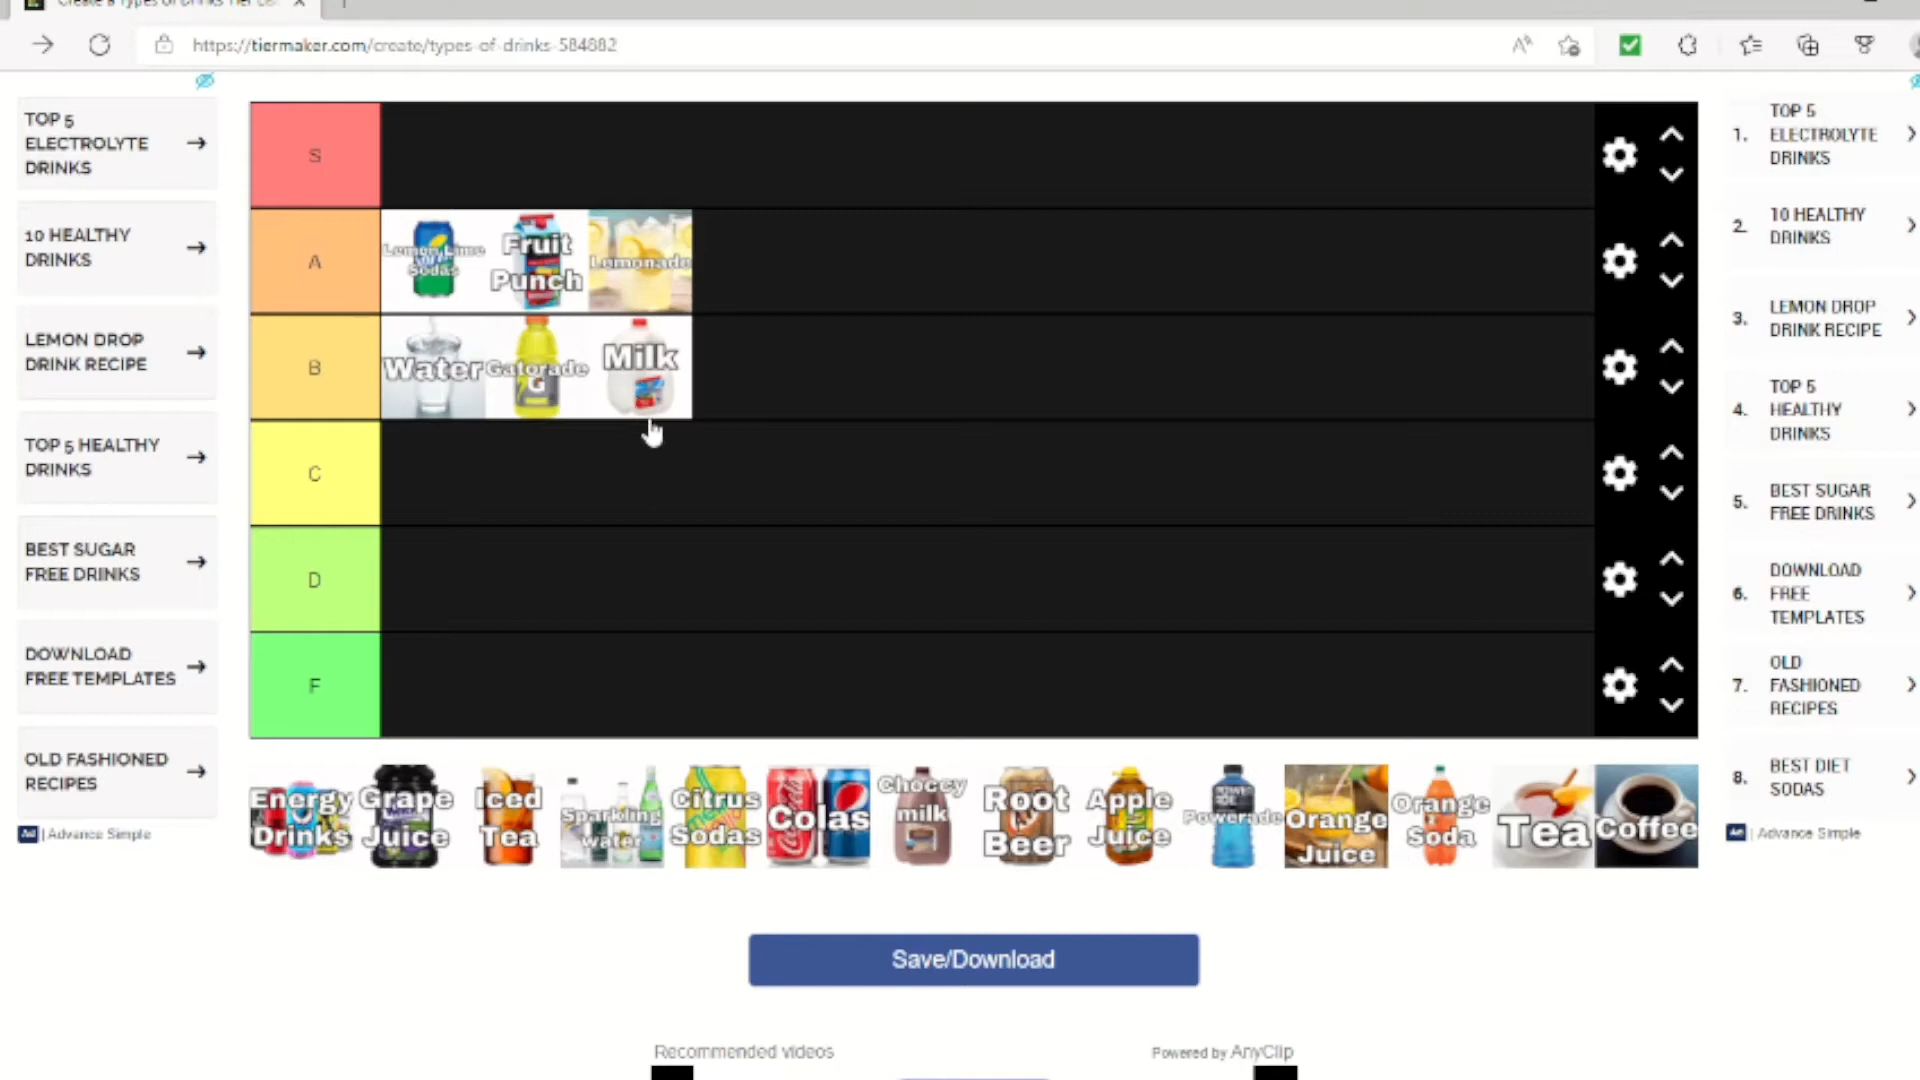 https://tiermaker.com/create/types-of-drinks-584882
TOP 5
ELECTROLYTE
DRINKS
10 HEALTHY
DRINKS
LEMON DROP
DRINK RECIPE
TOP 5 HEALTHY
DRINKS
BEST SUGAR
FREE DRINKS
DOWNLOAD
FREE TEMPLATES
OLD FASHIONED
RECIPES
Ad | Advance Simple
S
A
Lemon Lime
Sodas
Fruit
Punch
Lemonade
B
Water
Gatorade
G
Milk
C
D
F
Energy
Drinks
Grape
Juice
Iced
Tea
Sparkling
water
Citrus
Sodas
Colas
Choccy
milk
Root
Beer
Apple
Juice
Powerade
Orange
Juice
Orange
Soda
Tea
Coffee
1. TOP 5
ELECTROLYTE
DRINKS
2. 10 HEALTHY
DRINKS
3. LEMON DROP
DRINK RECIPE
4. TOP 5
HEALTHY
DRINKS
5. BEST SUGAR
FREE DRINKS
6. DOWNLOAD
FREE
TEMPLATES
7. OLD
FASHIONED
RECIPES
8. BEST DIET
SODAS
Ad | Advance Simple
Save/Download
Recommended videos
Powered by AnyClip